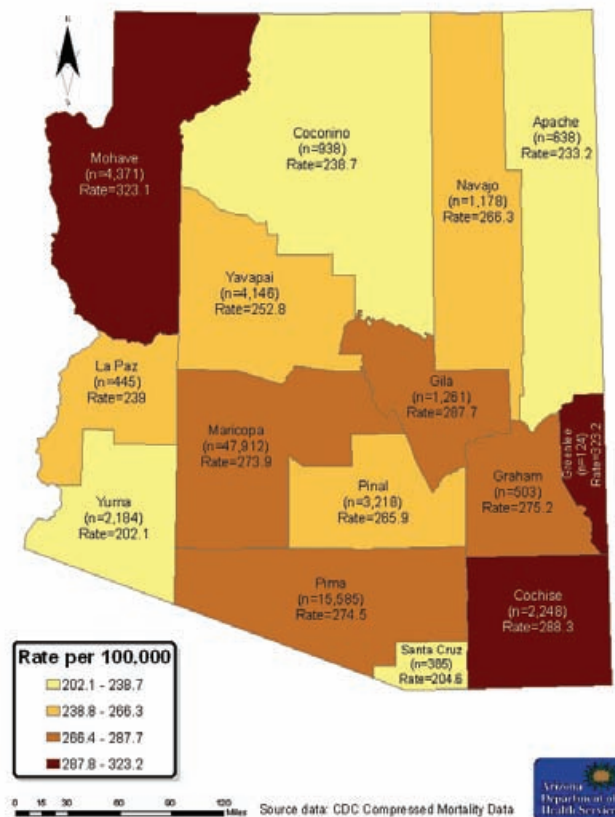 N
S
Coconino
(n=938)
Rate=238.7
Apache
(n=638)
Rate=233.2
Mohave
(n=4,371)
Rate=323.1
Navajo
(n=1,178)
Rate=266.3
Yavapai
(n=4,146)
Rate=252.8
La Paz
(n=445)
Rate=239
Gila
(n=1,261)
Rate=287.7
Maricopa
(n=47,912)
Rate=273.9
Greenlee
(n=124)
Rate=323.2
Graham
(n=503)
Rate=275.2
Pinal
(n=3,218)
Rate=265.9
Yuma
(n=2,184)
Rate=202.1
Pima
(n=15,585)
Rate=274.5
Cochise
(n=2,248)
Rate=288.3
Santa Cruz
(n=385)
Rate=204.6
Rate per 100,000
202.1 - 238.7
238.8 - 266.3
266.4 - 287.7
287.8 - 323.2
0 15 30 60 90 120
Miles
Source data: CDC Compressed Mortality Data
Arizona
Department of
Health Services